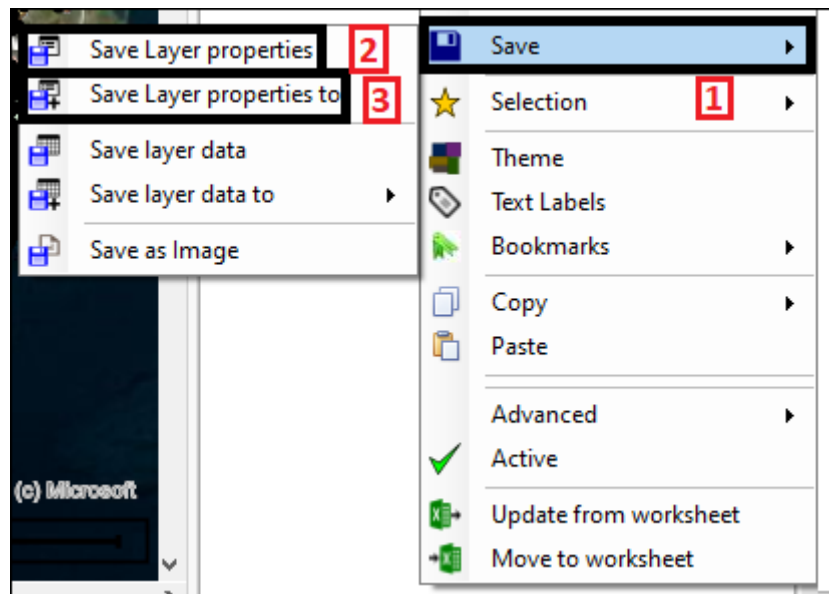 Save Layer properties
2
Save Layer properties to
3
Save layer data
Save layer data to
Save as Image
Save
Selection
1
Theme
Text Labels
Bookmarks
Copy
Paste
Advanced
Active
Update from worksheet
Move to worksheet
(c) Microsoft